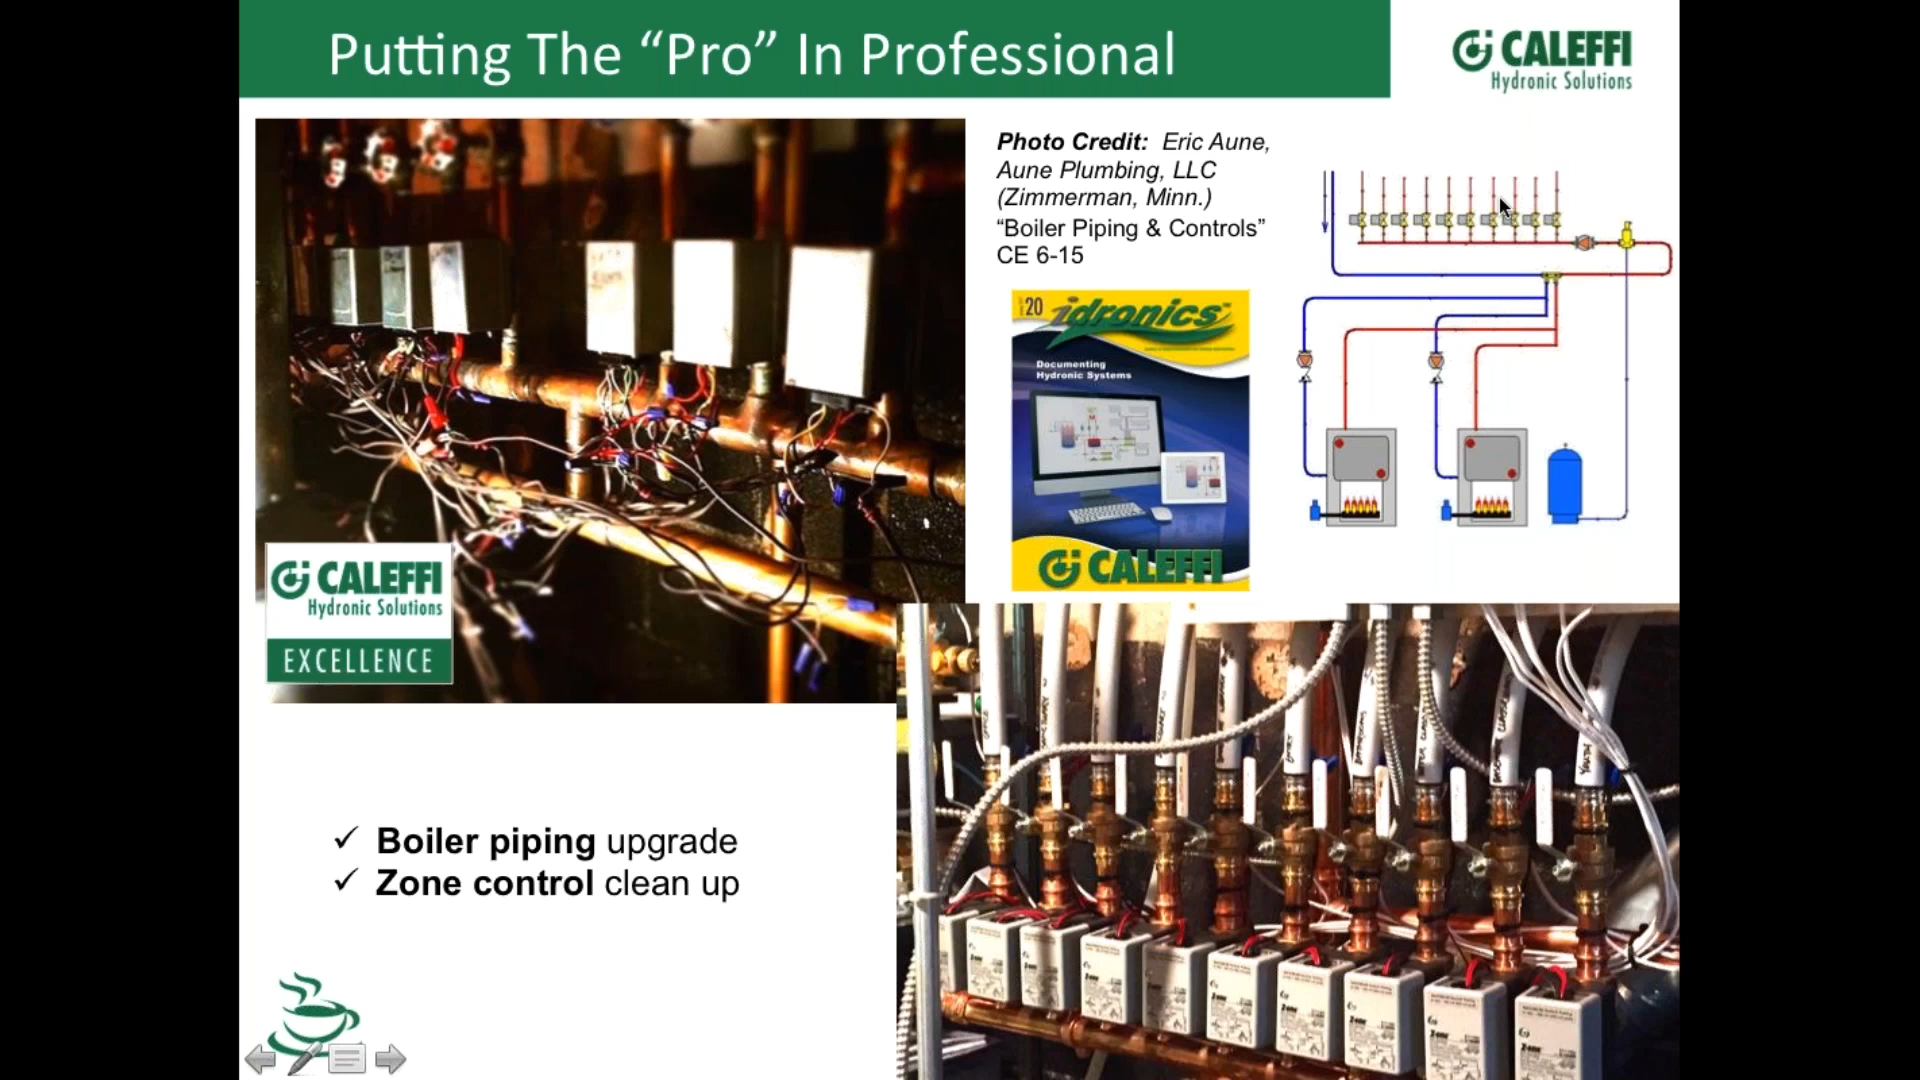 Putting The “Pro” In Professional
CALEFFI
Hydronic Solutions
Photo Credit: Eric Aune,
Aune Plumbing, LLC
(Zimmerman, Minn.)
“Boiler Piping & Controls”
CE 6-15
20
idronics
Documenting
Hydronic Systems
CALEFFI
CALEFFI
Hydronic Solutions
EXCELLENCE
✓ Boiler piping upgrade
✓ Zone control clean up